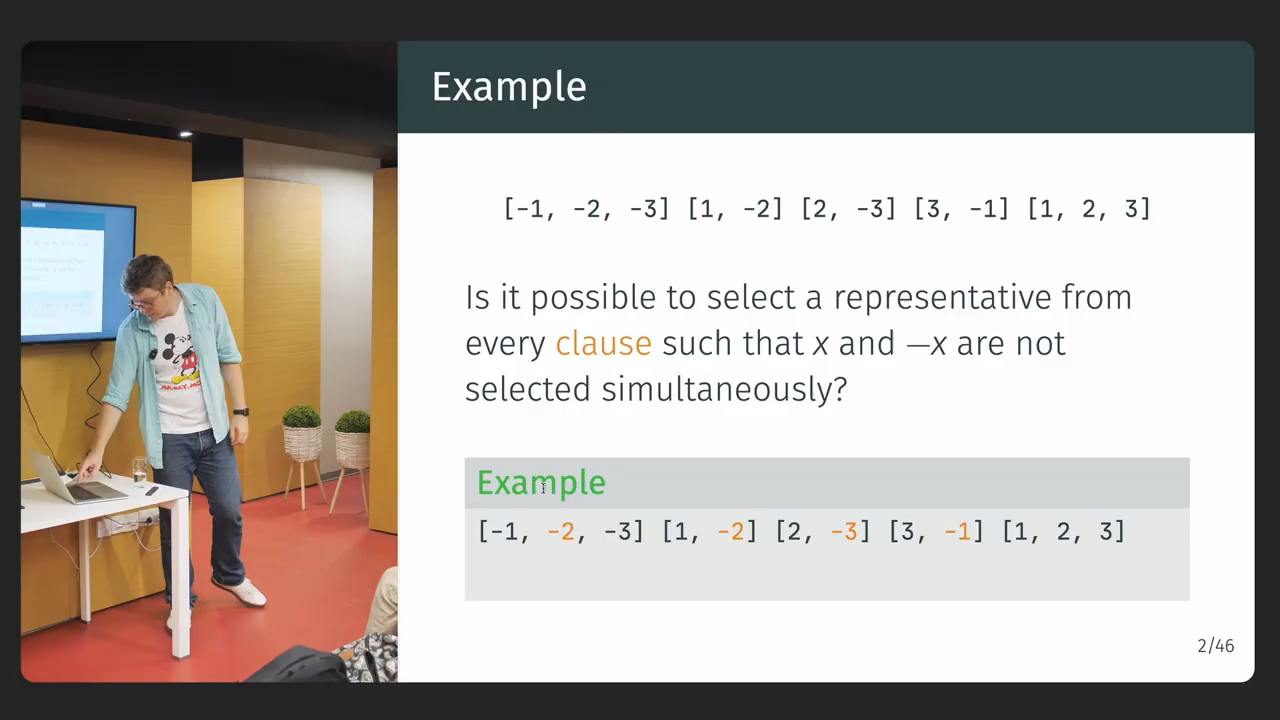 Example
[-1, -2, -3] [1, -2] [2, -3] [3, -1] [1, 2, 3]
Is it possible to select a representative from
every clause such that x and −x are not
selected simultaneously?
Example
[-1, -2, -3] [1, -2] [2, -3] [3, -1] [1, 2, 3]
2/46